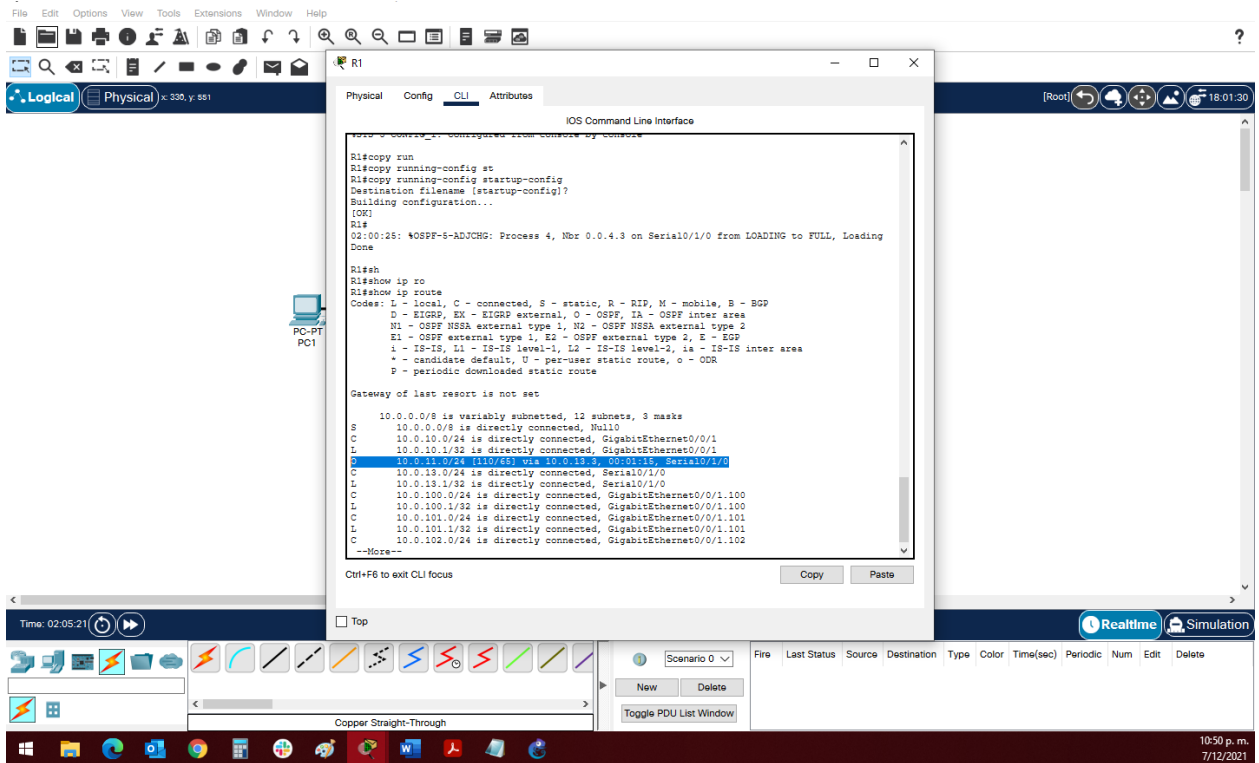 File Edit Options View Tools Extensions Window Help
?
R1
Logical Physical x: 330, y: 551
[Root] 18:01:30
Physical Config CLI Attributes
IOS Command Line Interface
%SYS-5-CONFIG_I: Configured from console by console
R1#copy run
R1#copy running-config st
R1#copy running-config startup-config
Destination filename [startup-config]?
Building configuration...
[OK]
R1#
02:00:25: %OSPF-5-ADJCHG: Process 4, Nbr 0.0.4.3 on Serial0/1/0 from LOADING to FULL, Loading
Done
R1#sh
R1#show ip ro
R1#show ip route
Codes: L - local, C - connected, S - static, R - RIP, M - mobile, B - BGP
D - EIGRP, EX - EIGRP external, O - OSPF, IA - OSPF inter area
N1 - OSPF NSSA external type 1, N2 - OSPF NSSA external type 2
E1 - OSPF external type 1, E2 - OSPF external type 2, E - EGP
i - IS-IS, L1 - IS-IS level-1, L2 - IS-IS level-2, ia - IS-IS inter area
* - candidate default, U - per-user static route, o - ODR
P - periodic downloaded static route
Gateway of last resort is not set
10.0.0.0/8 is variably subnetted, 12 subnets, 3 masks
S 10.0.0.0/8 is directly connected, Null0
C 10.0.10.0/24 is directly connected, GigabitEthernet0/0/1
L 10.0.10.1/32 is directly connected, GigabitEthernet0/0/1
O 10.0.11.0/24 [110/65] via 10.0.13.3, 00:01:15, Serial0/1/0
C 10.0.13.0/24 is directly connected, Serial0/1/0
L 10.0.13.1/32 is directly connected, Serial0/1/0
C 10.0.100.0/24 is directly connected, GigabitEthernet0/0/1.100
L 10.0.100.1/32 is directly connected, GigabitEthernet0/0/1.100
C 10.0.101.0/24 is directly connected, GigabitEthernet0/0/1.101
L 10.0.101.1/32 is directly connected, GigabitEthernet0/0/1.101
C 10.0.102.0/24 is directly connected, GigabitEthernet0/0/1.102
--More--
PC-PT
PC1
Ctrl+F6 to exit CLI focus
Copy Paste
Top
Time: 02:05:21
Realtime Simulation
Scenario 0
Fire Last Status Source Destination Type Color Time(sec) Periodic Num Edit Delete
New Delete
Toggle PDU List Window
Copper Straight-Through
10:50 p. m.
7/12/2021